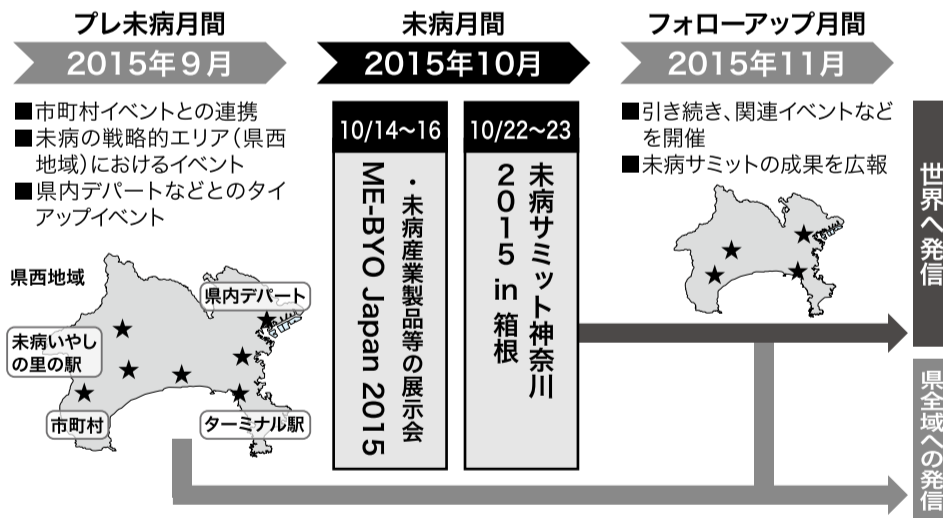 プレ未病月間
2015年9月
■市町村イベントとの連携
■未病の戦略的エリア(県西
地域)におけるイベント
■県内デパートなどとのタイ
アップイベント
県西地域
県内デパート
未病いやし
の里の駅
市町村
ターミナル駅
未病月間
2015年10月
10/14〜16
・未病産業製品等の展示会
ME-BYO Japan 2015
10/22〜23
未病サミット神奈川
2015 in 箱根
フォローアップ月間
2015年11月
■引き続き、関連イベントなど
を開催
■未病サミットの成果を広報
世界へ発信
県全域への発信